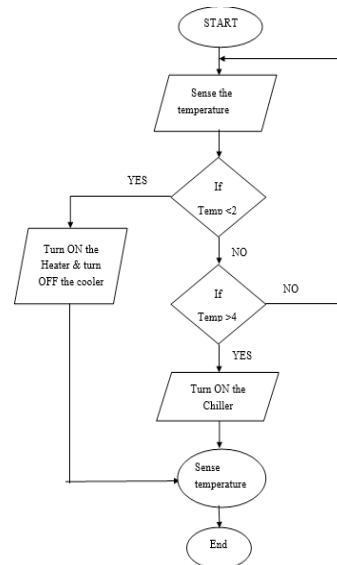 START
Sense the
temperature
YES
If
Temp <2
Turn ON the
Heater & turn
OFF the cooler
NO
If
Temp >4
NO
YES
Turn ON the
Chiller
Sense
temperature
End